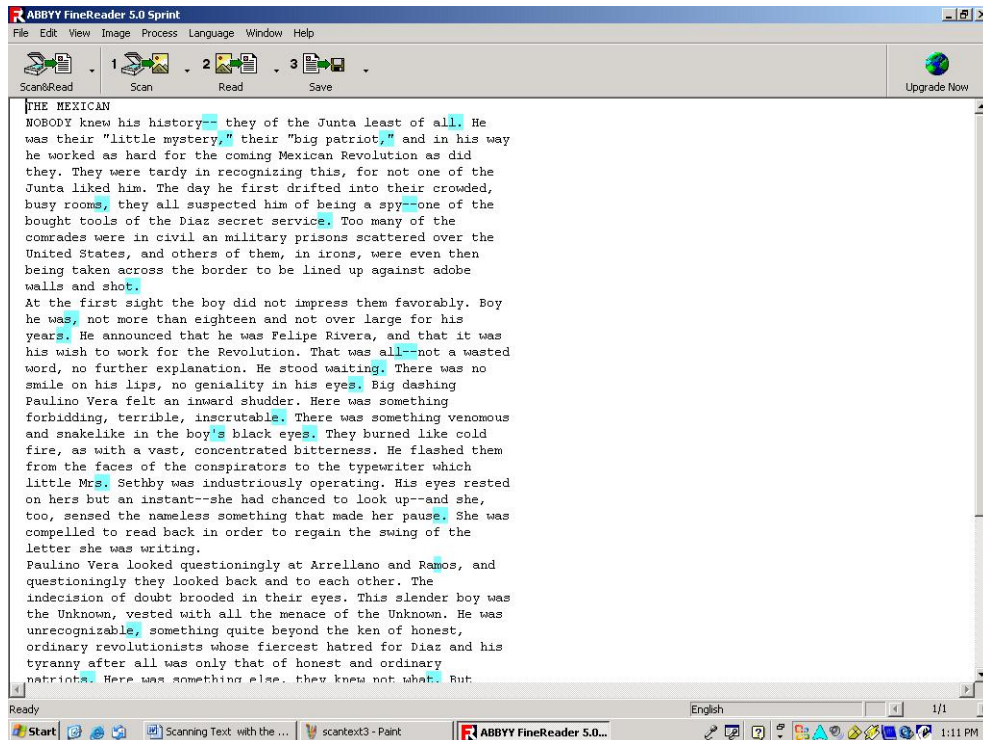 ABBYY FineReader 5.0 Sprint
File Edit View Image Process Language Window Help
1 2 3
Scan&Read Scan Read Save Upgrade Now
THE MEXICAN
NOBODY knew his history-- they of the Junta least of all. He
was their "little mystery," their "big patriot," and in his way
he worked as hard for the coming Mexican Revolution as did
they. They were tardy in recognizing this, for not one of the
Junta liked him. The day he first drifted into their crowded,
busy rooms, they all suspected him of being a spy--one of the
bought tools of the Diaz secret service. Too many of the
comrades were in civil an military prisons scattered over the
United States, and others of them, in irons, were even then
being taken across the border to be lined up against adobe
walls and shot.
At the first sight the boy did not impress them favorably. Boy
he was, not more than eighteen and not over large for his
years. He announced that he was Felipe Rivera, and that it was
his wish to work for the Revolution. That was all--not a wasted
word, no further explanation. He stood waiting. There was no
smile on his lips, no geniality in his eyes. Big dashing
Paulino Vera felt an inward shudder. Here was something
forbidding, terrible, inscrutable. There was something venomous
and snakelike in the boy's black eyes. They burned like cold
fire, as with a vast, concentrated bitterness. He flashed them
from the faces of the conspirators to the typewriter which
little Mrs. Sethby was industriously operating. His eyes rested
on hers but an instant--she had chanced to look up--and she,
too, sensed the nameless something that made her pause. She was
compelled to read back in order to regain the swing of the
letter she was writing.
Paulino Vera looked questioningly at Arrellano and Ramos, and
questioningly they looked back and to each other. The
indecision of doubt brooded in their eyes. This slender boy was
the Unknown, vested with all the menace of the Unknown. He was
unrecognizable, something quite beyond the ken of honest,
ordinary revolutionists whose fiercest hatred for Diaz and his
tyranny after all was only that of honest and ordinary
patriots. Here was something else, they knew not what. But
Ready English 1/1
Start Scanning Text with the ... scantext3 - Paint ABBYY FineReader 5.0... 1:11 PM